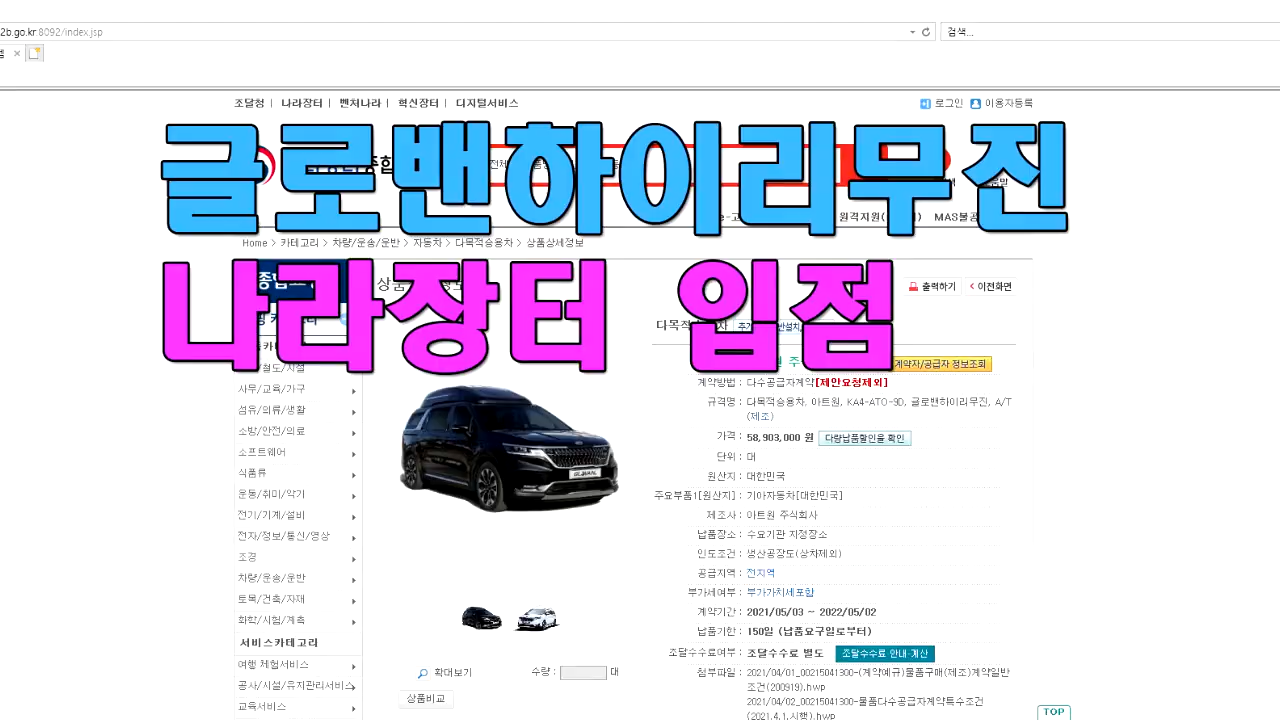 2b.go.kr:8092/index.jsp
검색...
조달청 | 나라장터 | 벤처나라 | 혁신장터 | 디지털서비스
로그인 이용자등록
글로밴하이리무진
Home > 카테고리 > 차량/운송/운반 > 자동차 > 다목적승용차 > 상품상세정보
나라장터 입점
출력하기 < 이전화면
계약자/공급자 정보조회
계약방법 : 다수공급자계약[제안요청제외]
규격명 : 다목적승용차, 아트원, KA4-ATO-9D, 글로밴하이리무진, A/T
(제조)
가격 : 58,903,000 원 다량납품할인율 확인
단위 : 대
원산지 : 대한민국
주요부품1[원산지] : 기아자동차[대한민국]
제조사 : 아트원 주식회사
납품장소 : 수요기관 지정장소
인도조건 : 생산공장도(상차제외)
공급지역 : 전지역
부가세여부 : 부가가치세포함
계약기간 : 2021/05/03 ~ 2022/05/02
납품기한 : 150일 (납품요구일로부터)
조달수수료여부 : 조달수수료 별도 조달수수료 안내·계산
첨부파일 : 2021/04/01_00215041300-(계약예규)물품구매(제조)계약일반
조건(200919).hwp
2021/04/02_00215041300-물품다수공급자계약특수조건
(2021.4.1.시행).hwp
사무/교육/가구
섬유/의류/생활
소방/안전/의료
소프트웨어
식품류
운동/취미/악기
전기/기계/설비
전자/정보/통신/영상
조경
차량/운송/운반
토목/건축/자재
화학/시험/계측
서비스카테고리
여행 체험서비스
공사/시설/유지관리서비스
교육서비스
확대보기 수량 : 대
상품비교
TOP